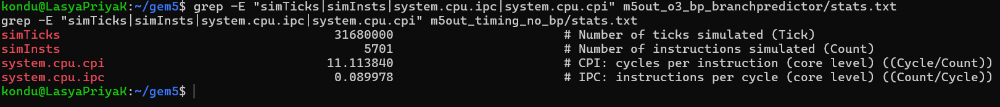 kondu@LasyaPriyaK:~/gem5$ grep -E "simTicks|simInsts|system.cpu.ipc|system.cpu.cpi" m5out_o3_bp_branchpredictor/stats.txt
grep -E "simTicks|simInsts|system.cpu.ipc|system.cpu.cpi" m5out_timing_no_bp/stats.txt
simTicks 31680000 # Number of ticks simulated (Tick)
simInsts 5701 # Number of instructions simulated (Count)
system.cpu.cpi 11.113840 # CPI: cycles per instruction (core level) ((Cycle/Count))
system.cpu.ipc 0.089978 # IPC: instructions per cycle (core level) ((Count/Cycle))
kondu@LasyaPriyaK:~/gem5$